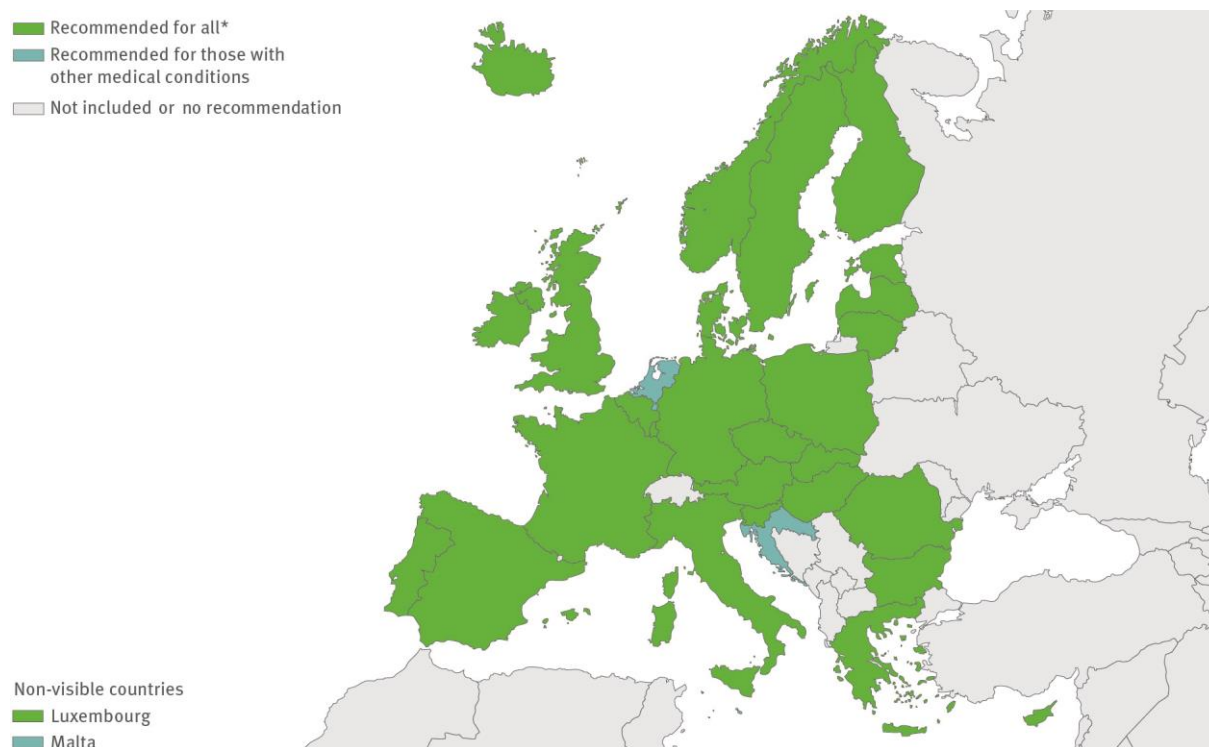 Recommended for all*
Recommended for those with
other medical conditions
Not included or no recommendation
Non-visible countries
Luxembourg
Malta